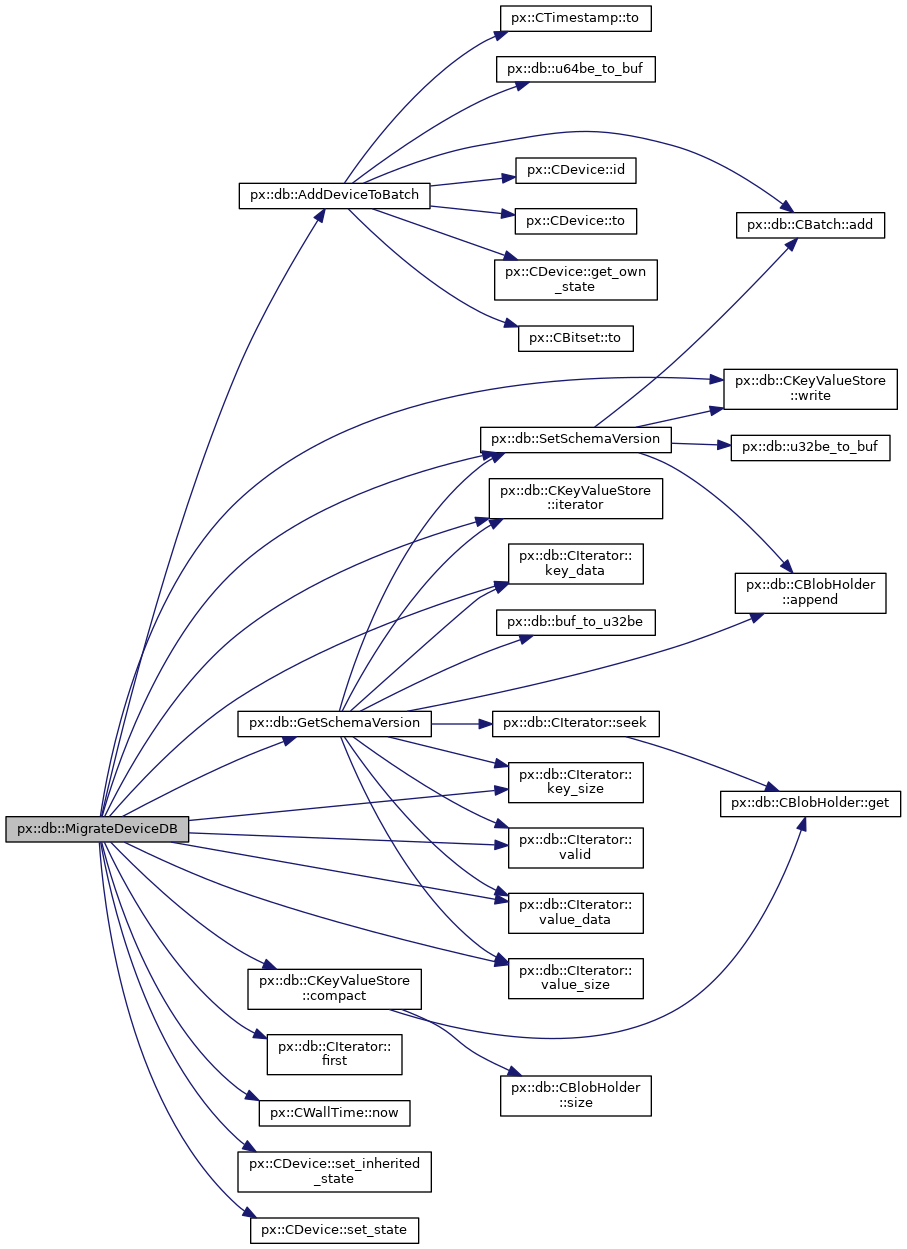 px::CTimestamp::to
px::db::u64be_to_buf
px::db::AddDeviceToBatch
px::CDevice::id
px::CDevice::to
px::db::CBatch::add
px::CDevice::get_own
_state
px::CBitset::to
px::db::CKeyValueStore
::write
px::db::SetSchemaVersion
px::db::u32be_to_buf
px::db::CKeyValueStore
::iterator
px::db::CIterator::
key_data
px::db::CBlobHolder
::append
px::db::buf_to_u32be
px::db::GetSchemaVersion
px::db::CIterator::seek
px::db::CIterator::
key_size
px::db::CBlobHolder::get
px::db::MigrateDeviceDB
px::db::CIterator::
valid
px::db::CIterator::
value_data
px::db::CIterator::
value_size
px::db::CKeyValueStore
::compact
px::db::CIterator::
first
px::db::CBlobHolder
::size
px::CWallTime::now
px::CDevice::set_inherited
_state
px::CDevice::set_state